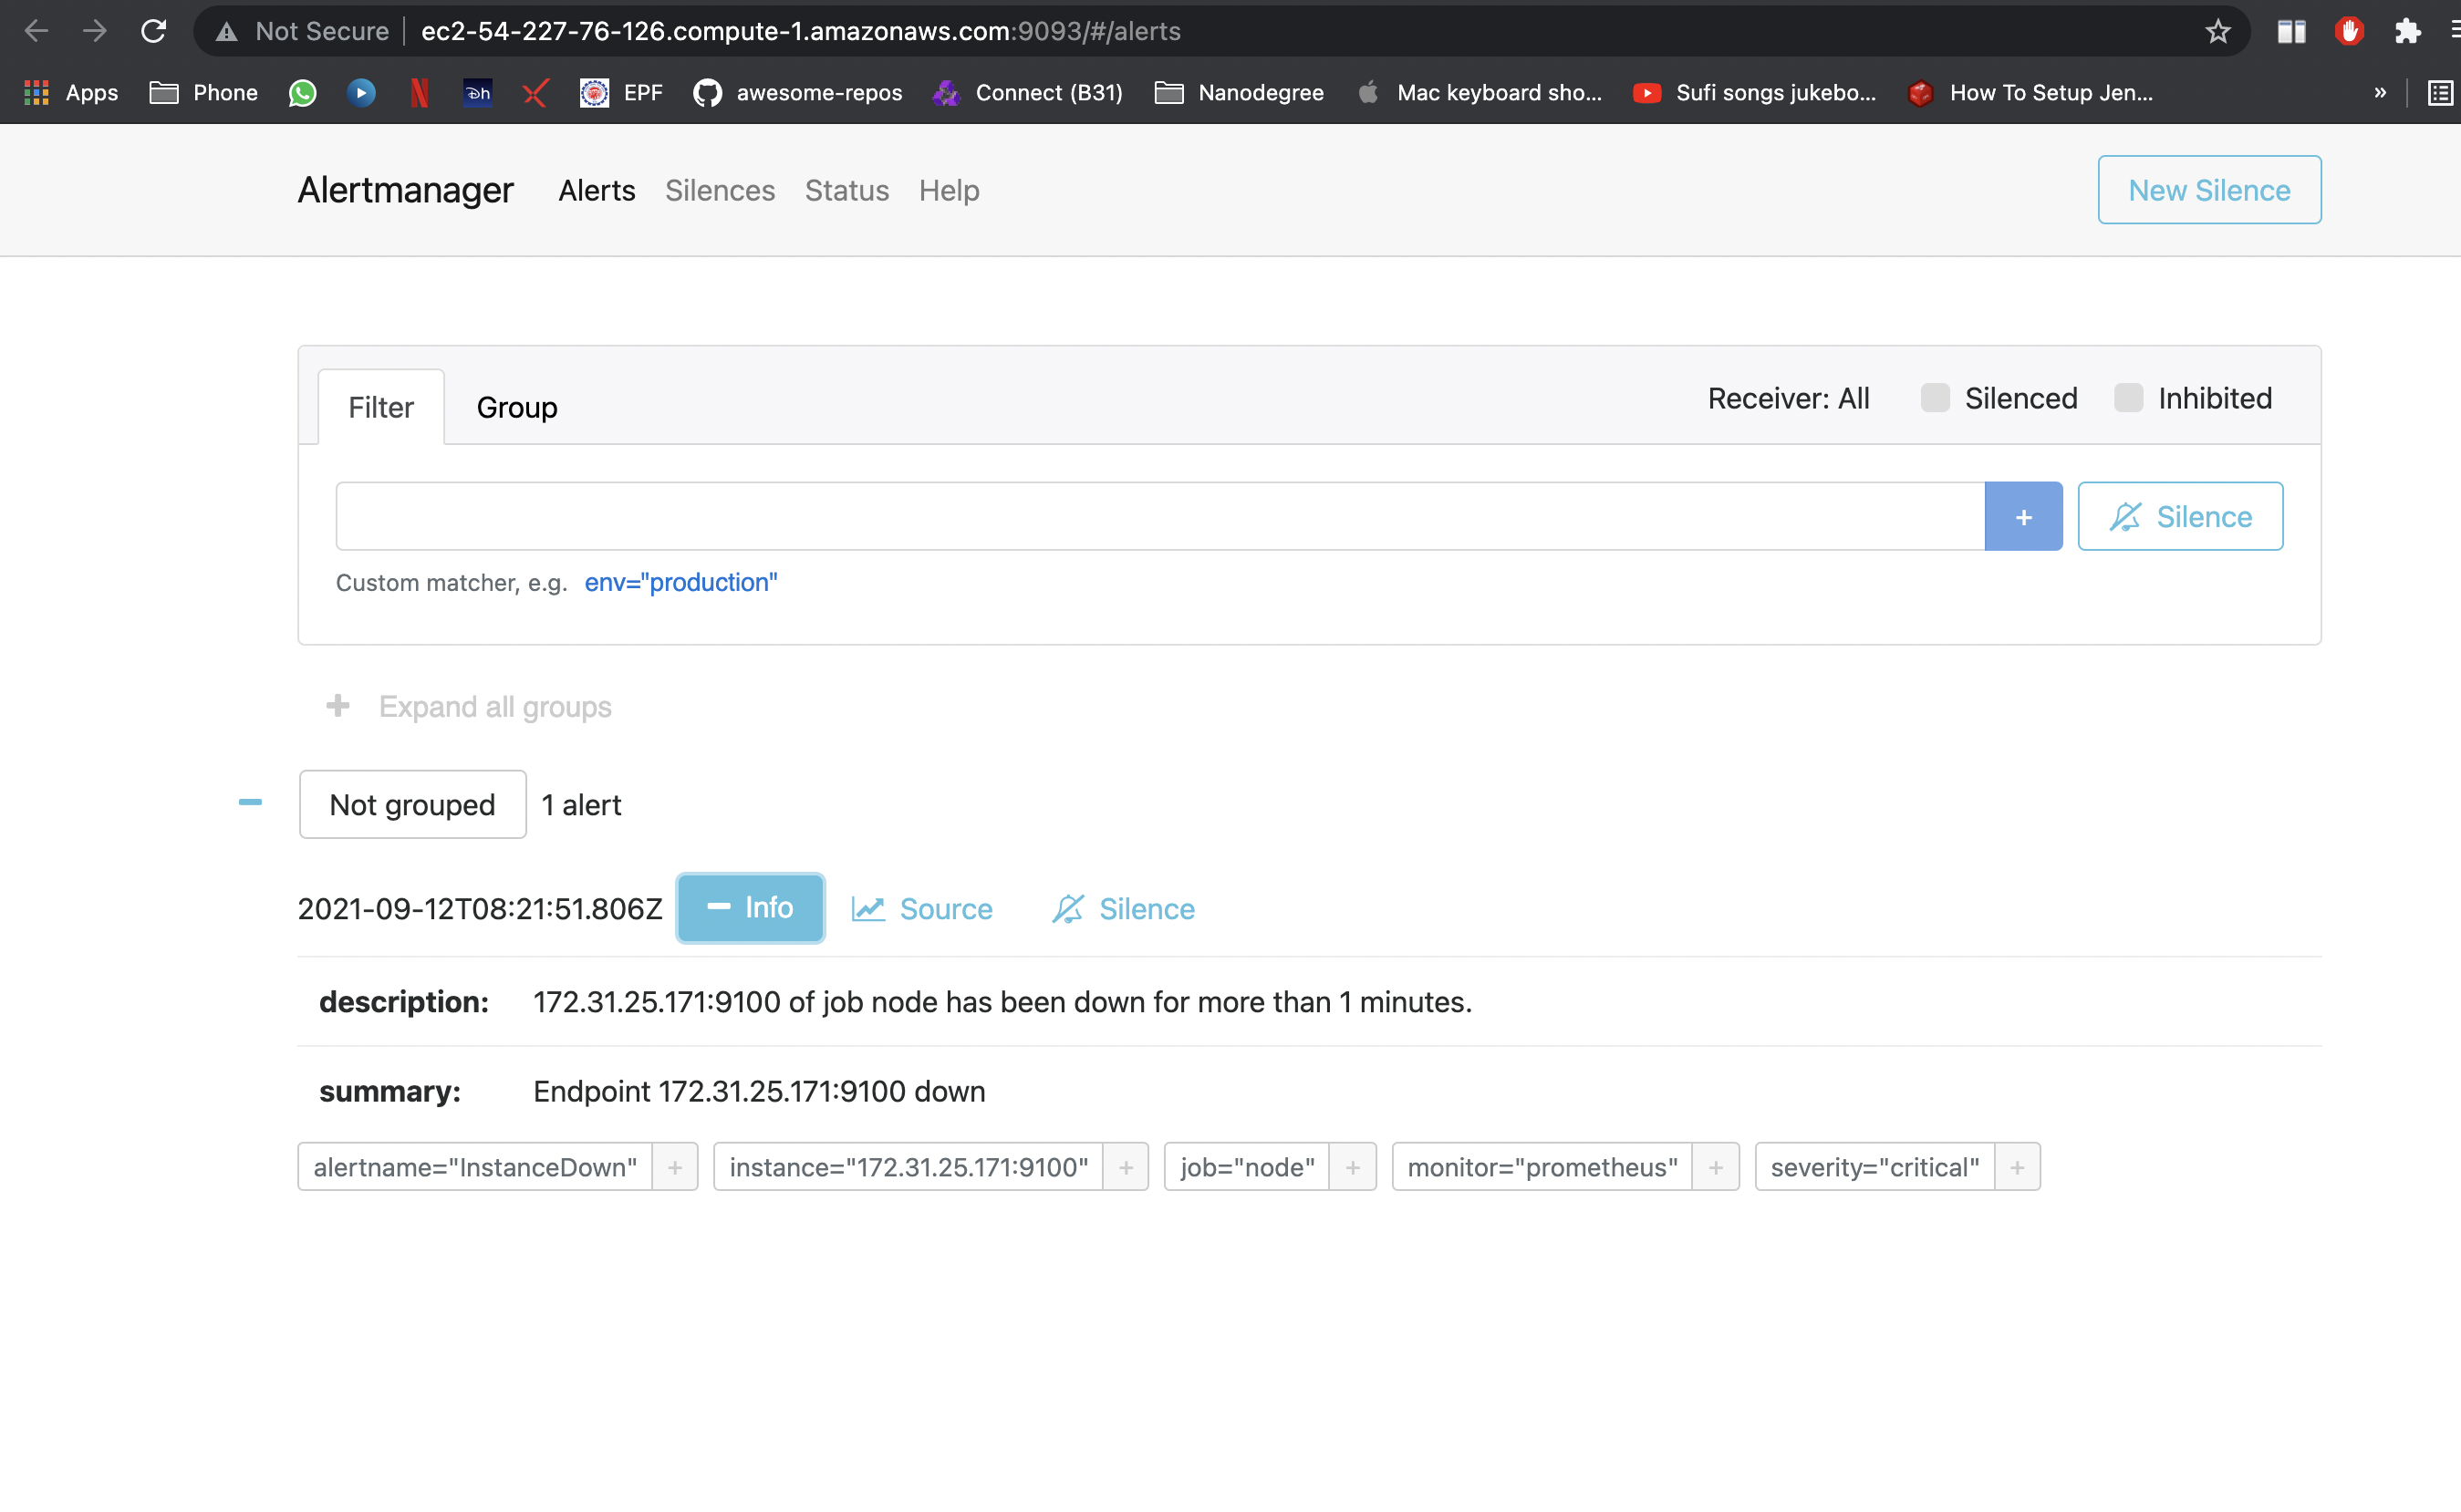 Not Secure ec2-54-227-76-126.compute-1.amazonaws.com:9093/#/alerts
Apps Phone N Dh EPF awesome-repos Connect (B31) Nanodegree Mac keyboard sho... Sufi songs jukebo... How To Setup Jen... »
Alertmanager Alerts Silences Status Help New Silence
Filter Group Receiver: All Silenced Inhibited
+ Silence
Custom matcher, e.g. env="production"
+ Expand all groups
Not grouped 1 alert
2021-09-12T08:21:51.806Z Info Source Silence
description: 172.31.25.171:9100 of job node has been down for more than 1 minutes.
summary: Endpoint 172.31.25.171:9100 down
alertname="InstanceDown" + instance="172.31.25.171:9100" + job="node" + monitor="prometheus" + severity="critical" +